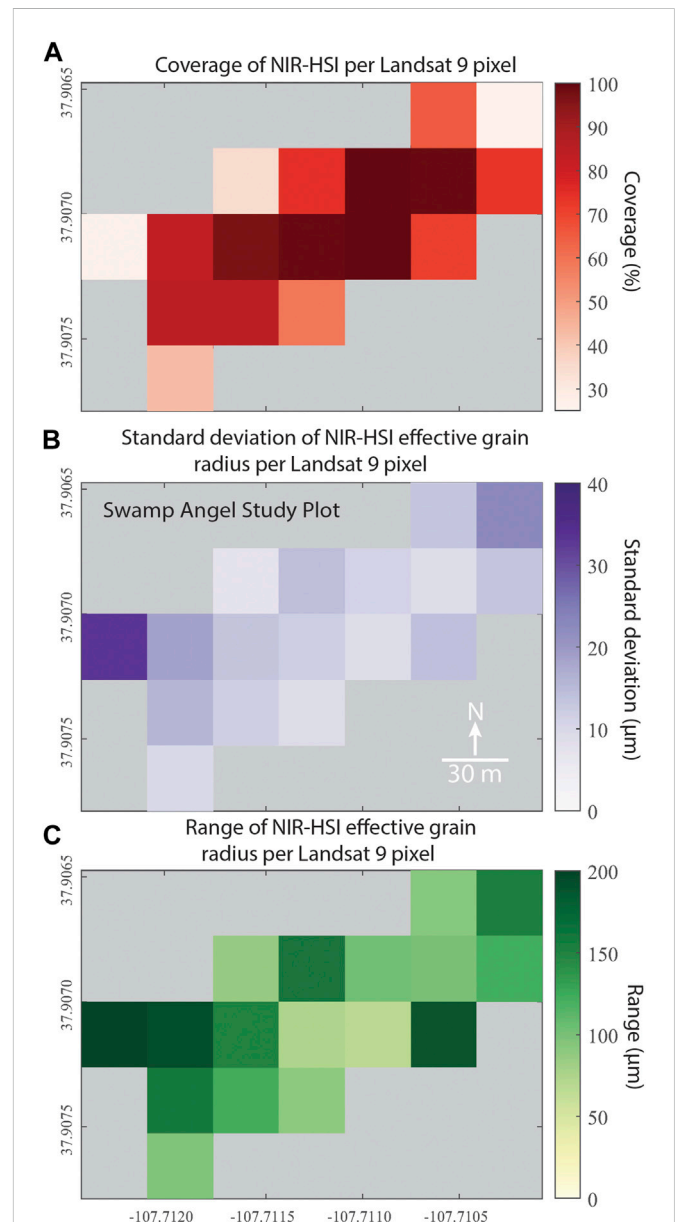 A
Coverage of NIR-HSI per Landsat 9 pixel
37.9065
37.9070
37.9075
100
90
80
70
60
50
40
30
Coverage (%)
B
Standard deviation of NIR-HSI effective grain
radius per Landsat 9 pixel
Swamp Angel Study Plot
37.9065
37.9070
37.9075
N
30 m
40
30
20
10
0
Standard deviation (µm)
C
Range of NIR-HSI effective grain
radius per Landsat 9 pixel
37.9065
37.9070
37.9075
200
150
100
50
0
Range (µm)
-107.7120 -107.7115 -107.7110 -107.7105